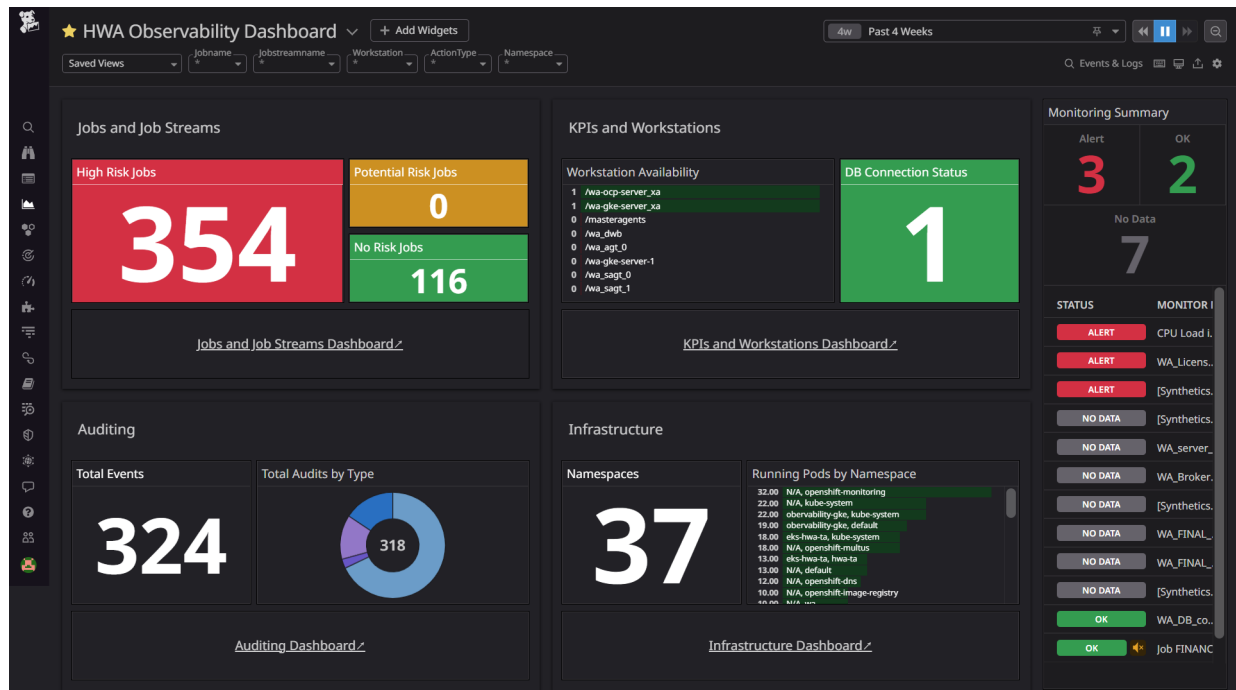 HWA Observability Dashboard
+ Add Widgets
4w Past 4 Weeks
Saved Views
Jobname
*
Jobstreamname
*
Workstation
*
ActionType
*
Namespace
*
Events & Logs
Jobs and Job Streams
High Risk Jobs
354
Potential Risk Jobs
0
No Risk Jobs
116
Jobs and Job Streams Dashboard↗
KPIs and Workstations
Workstation Availability
1 /wa-ocp-server_xa
1 /wa-gke-server_xa
0 /masteragents
0 /wa_dwb
0 /wa_agt_0
0 /wa-gke-server-1
0 /wa_sagt_0
0 /wa_sagt_1
DB Connection Status
1
KPIs and Workstations Dashboard↗
Auditing
Total Events
324
Total Audits by Type
318
Auditing Dashboard↗
Infrastructure
Namespaces
37
Running Pods by Namespace
32.00 N/A, openshift-monitoring
22.00 N/A, kube-system
22.00 obervability-gke, kube-system
19.00 obervability-gke, default
18.00 eks-hwa-ta, kube-system
18.00 N/A, openshift-multus
13.00 eks-hwa-ta, hwa-ta
13.00 N/A, default
12.00 N/A, openshift-dns
10.00 N/A, openshift-image-registry
10.00 N/A, wa
Infrastructure Dashboard↗
Monitoring Summary
Alert
3
OK
2
No Data
7
STATUS MONITOR
ALERT CPU Load i.
ALERT WA_Licens..
ALERT [Synthetics.
NO DATA [Synthetics.
NO DATA WA_server_
NO DATA WA_Broker.
NO DATA [Synthetics.
NO DATA WA_FINAL_.
NO DATA WA_FINAL_.
NO DATA [Synthetics.
OK WA_DB_co..
OK Job FINANC